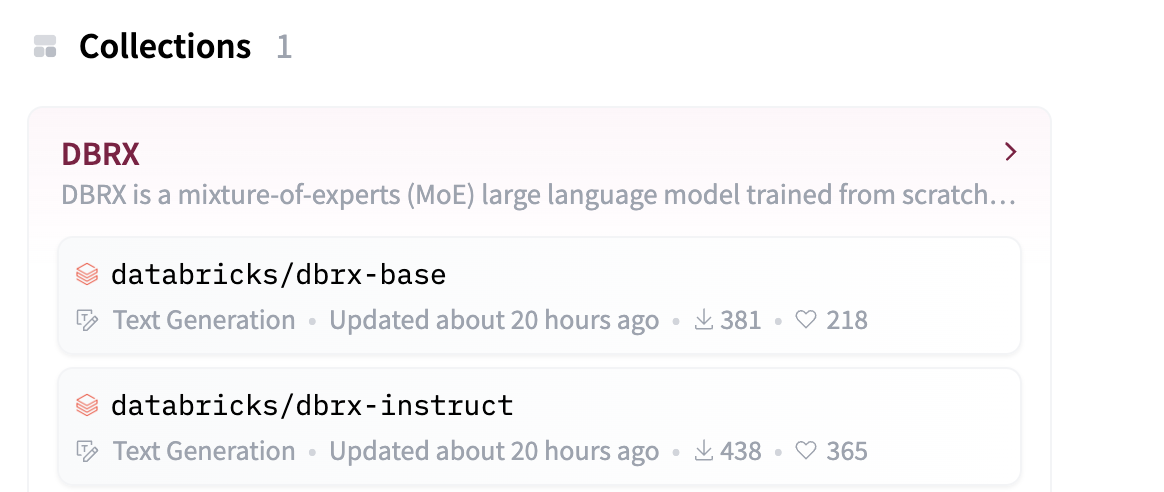 Collections 1
DBRX
DBRX is a mixture-of-experts (MoE) large language model trained from scratch…
databricks/dbrx-base
Text Generation • Updated about 20 hours ago • 381 • 218
databricks/dbrx-instruct
Text Generation • Updated about 20 hours ago • 438 • 365